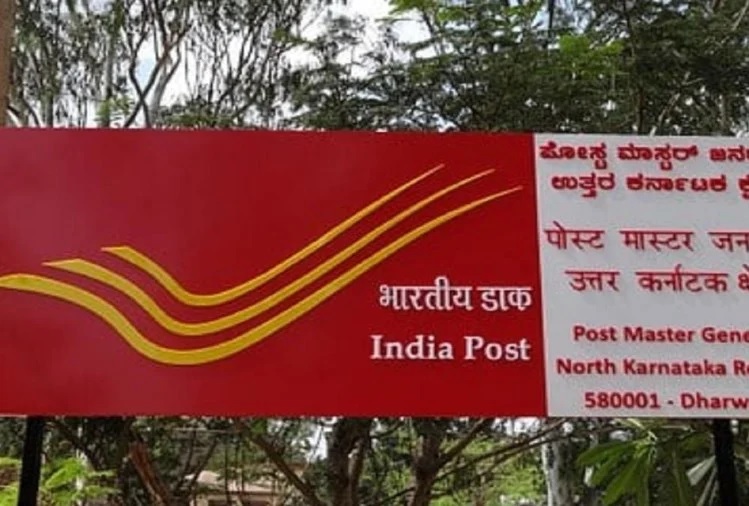 भारतीय डाक
India Post
ಪೋಸ್ಟ ಮಾಸ್ಟರ್
ಉತ್ತರ ಕರ್ನಾಟಕ
पोस्ट मास्टर
उत्तर कर्नाटक
Post Master
North Karnataka
580001 -